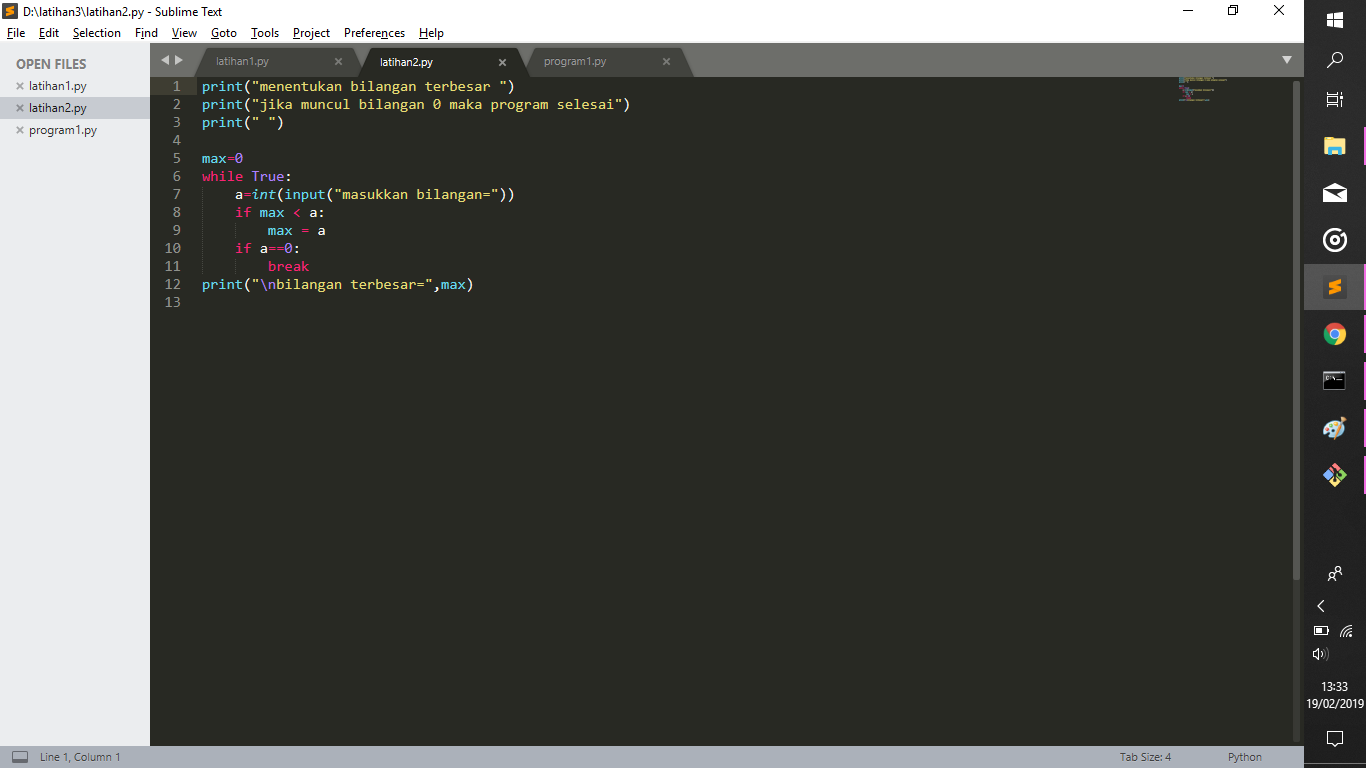 D:\latihan3\latihan2.py - Sublime Text
File Edit Selection Find View Goto Tools Project Preferences Help
OPEN FILES
latihan1.py
latihan2.py
program1.py
latihan1.py latihan2.py program1.py
1 print("menentukan bilangan terbesar ")
2 print("jika muncul bilangan 0 maka program selesai")
3 print(" ")
4
5 max=0
6 while True:
7     a=int(input("masukkan bilangan="))
8     if max < a:
9         max = a
10     if a==0:
11         break
12 print("\nbilangan terbesar=",max)
13
13:33
19/02/2019
Line 1, Column 1 Tab Size: 4 Python